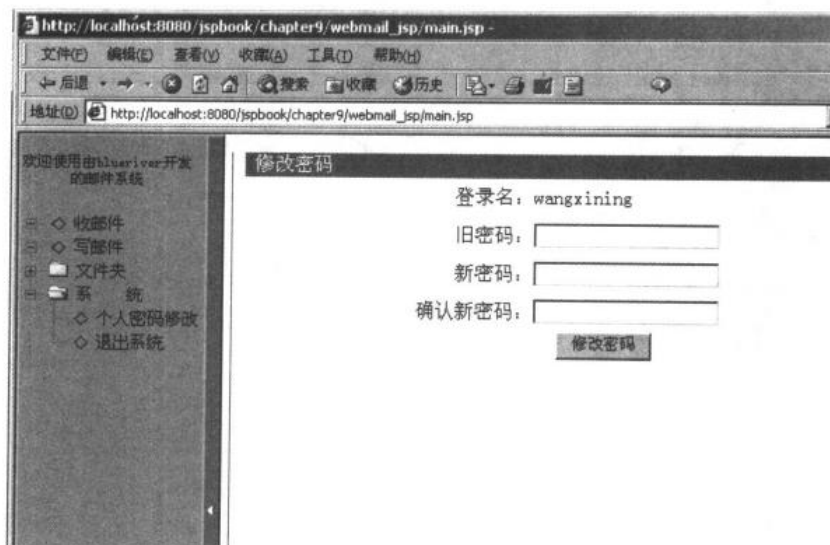 http://localhost:8080/jspbook/chapter9/webmail_jsp/main.jsp -
文件(F) 编辑(E) 查看(V) 收藏(A) 工具(T) 帮助(H)
后退 搜索 收藏 历史
地址(D) http://localhost:8080/jspbook/chapter9/webmail_jsp/main.jsp
欢迎使用由blueriver开发
的邮件系统
收邮件
写邮件
文件夹
系 统
个人密码修改
退出系统
修改密码
登录名: wangxining
旧密码:
新密码:
确认新密码:
修改密码